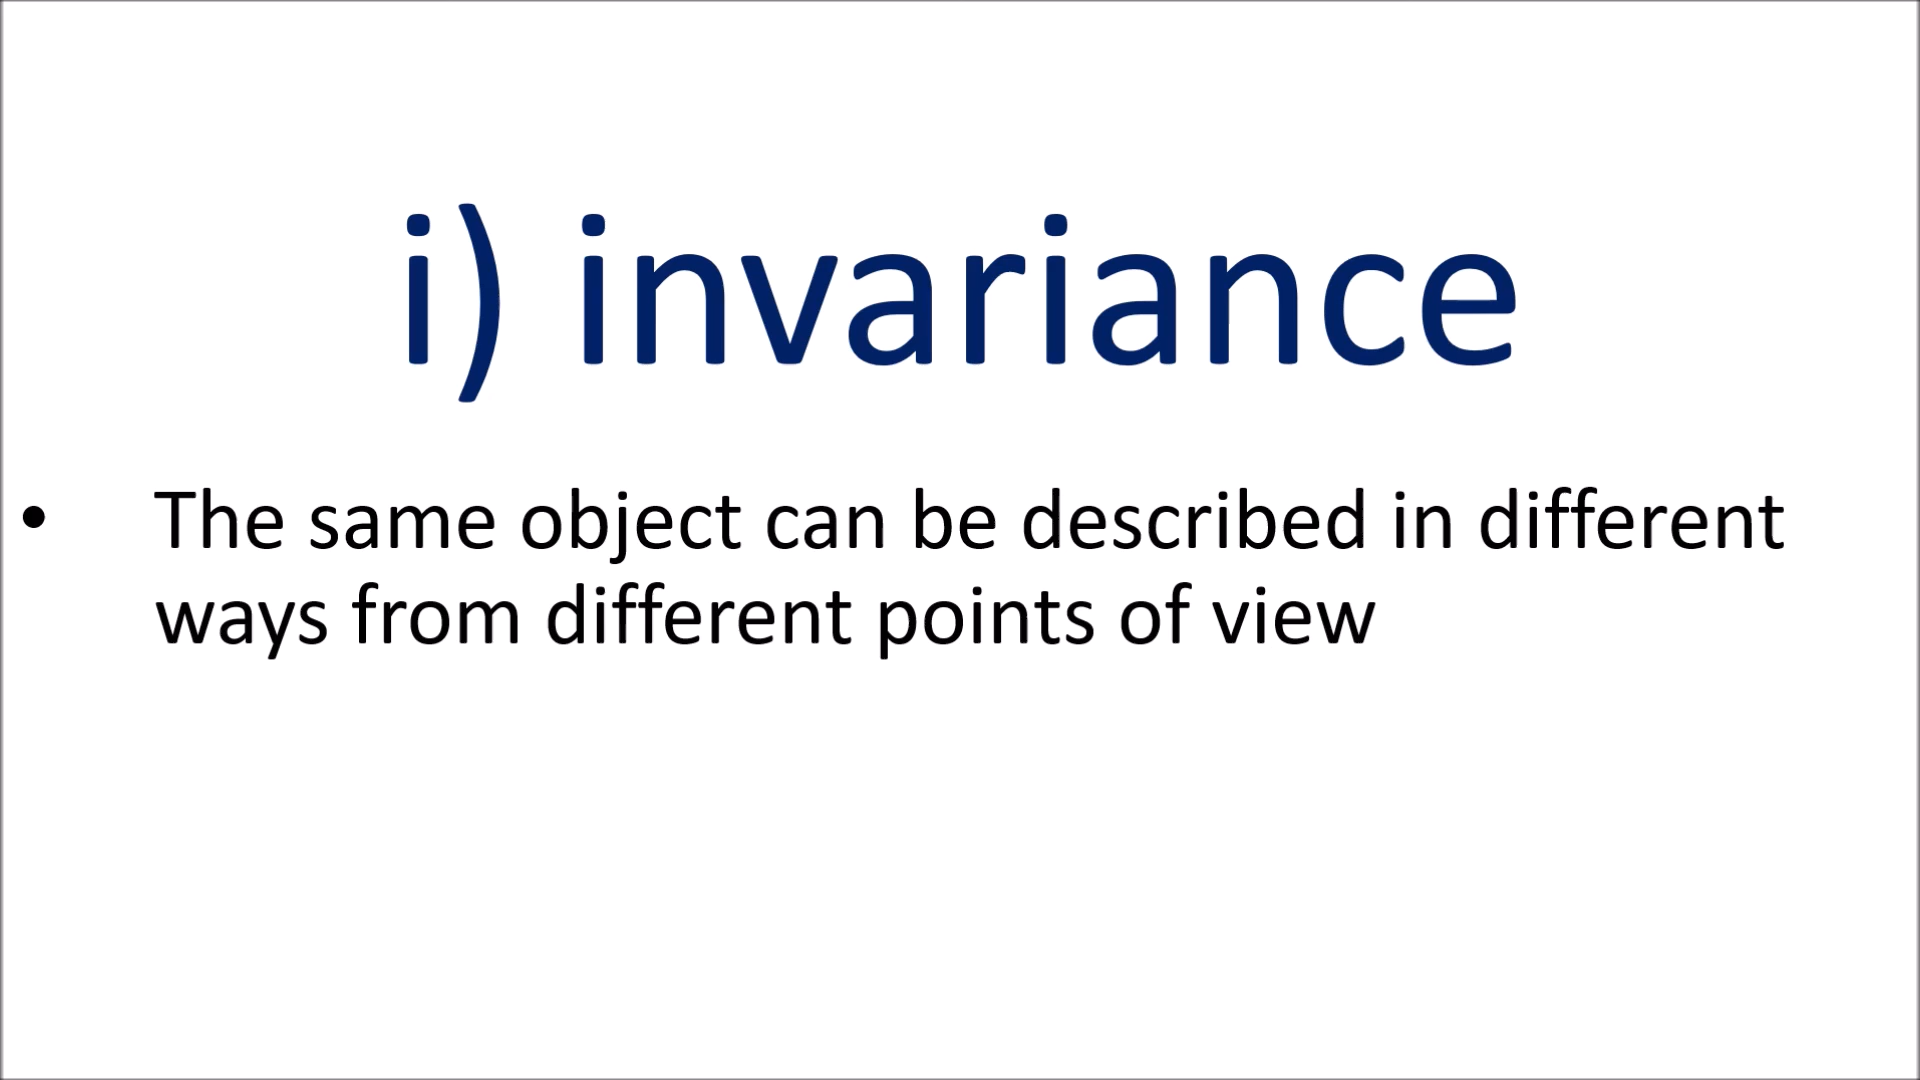 i) invariance
• The same object can be described in different
ways from different points of view